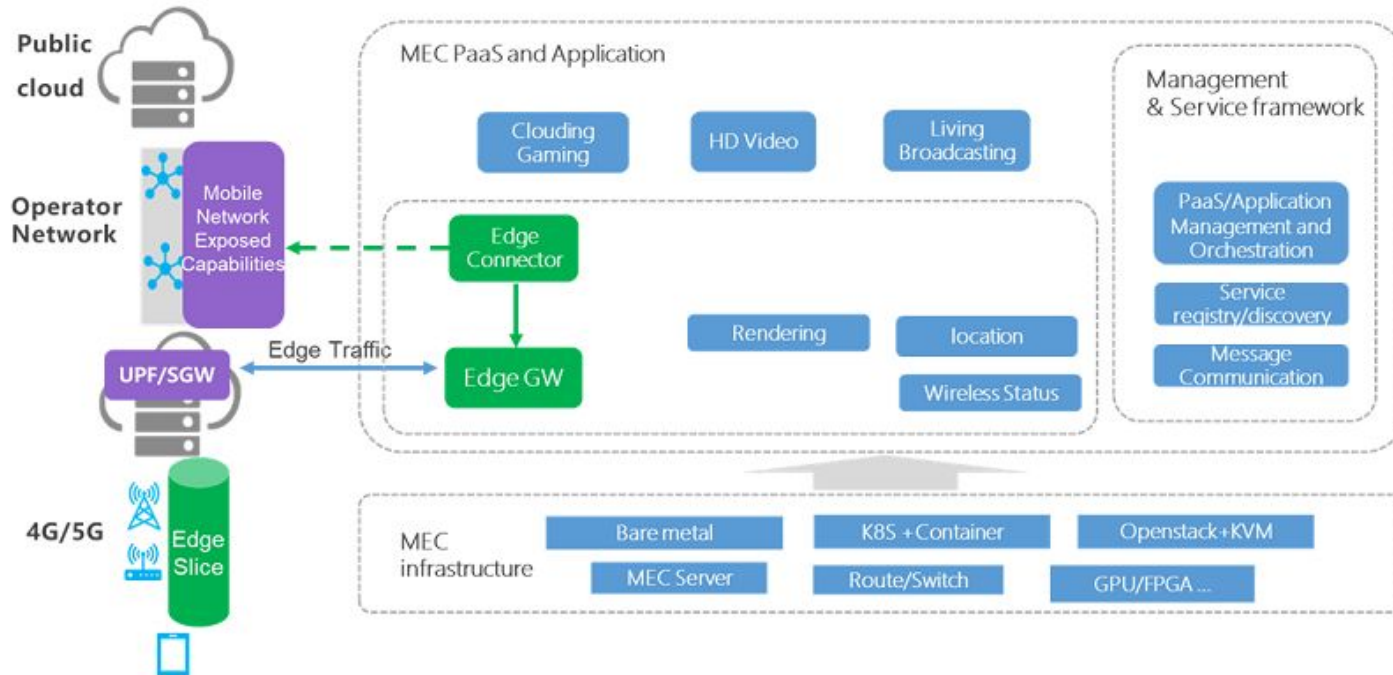 Public
cloud
Operator
Network
Mobile
Network
Exposed
Capabilities
UPF/SGW
Edge Traffic
4G/5G
Edge
Slice
MEC PaaS and Application
Clouding
Gaming
HD Video
Living
Broadcasting
Edge
Connector
Edge GW
Rendering
location
Wireless Status
Management
& Service framework
PaaS/Application
Management and
Orchestration
Service
registry/discovery
Message
Communication
MEC
infrastructure
Bare metal
K8S +Container
Openstack+KVM
MEC Server
Route/Switch
GPU/FPGA ...